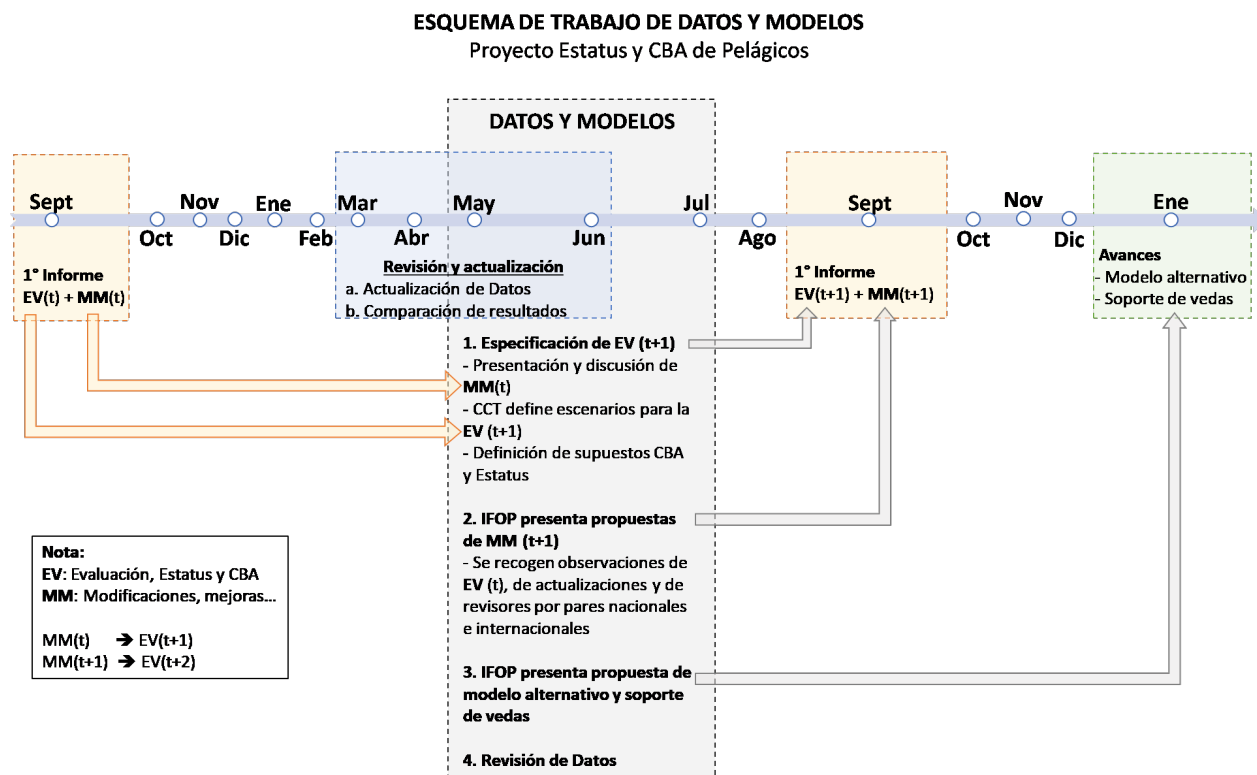 ESQUEMA DE TRABAJO DE DATOS Y MODELOS
Proyecto Estatus y CBA de Pelágicos
DATOS Y MODELOS
Sept
Oct
Nov
Dic
Ene
Feb
Mar
Abr
May
Jun
Jul
Ago
Sept
Oct
Nov
Dic
Ene
1° Informe
EV(t) + MM(t)
Revisión y actualización
a. Actualización de Datos
b. Comparación de resultados
1° Informe
EV(t+1) + MM(t+1)
Avances
- Modelo alternativo
- Soporte de vedas
1. Especificación de EV (t+1)
- Presentación y discusión de
MM(t)
- CCT define escenarios para la
EV (t+1)
- Definición de supuestos CBA
y Estatus
2. IFOP presenta propuestas
de MM (t+1)
- Se recogen observaciones de
EV (t), de actualizaciones y de
revisores por pares nacionales
e internacionales
3. IFOP presenta propuesta de
modelo alternativo y soporte
de vedas
4. Revisión de Datos
Nota:
EV: Evaluación, Estatus y CBA
MM: Modificaciones, mejoras...
MM(t) ➔ EV(t+1)
MM(t+1) ➔ EV(t+2)